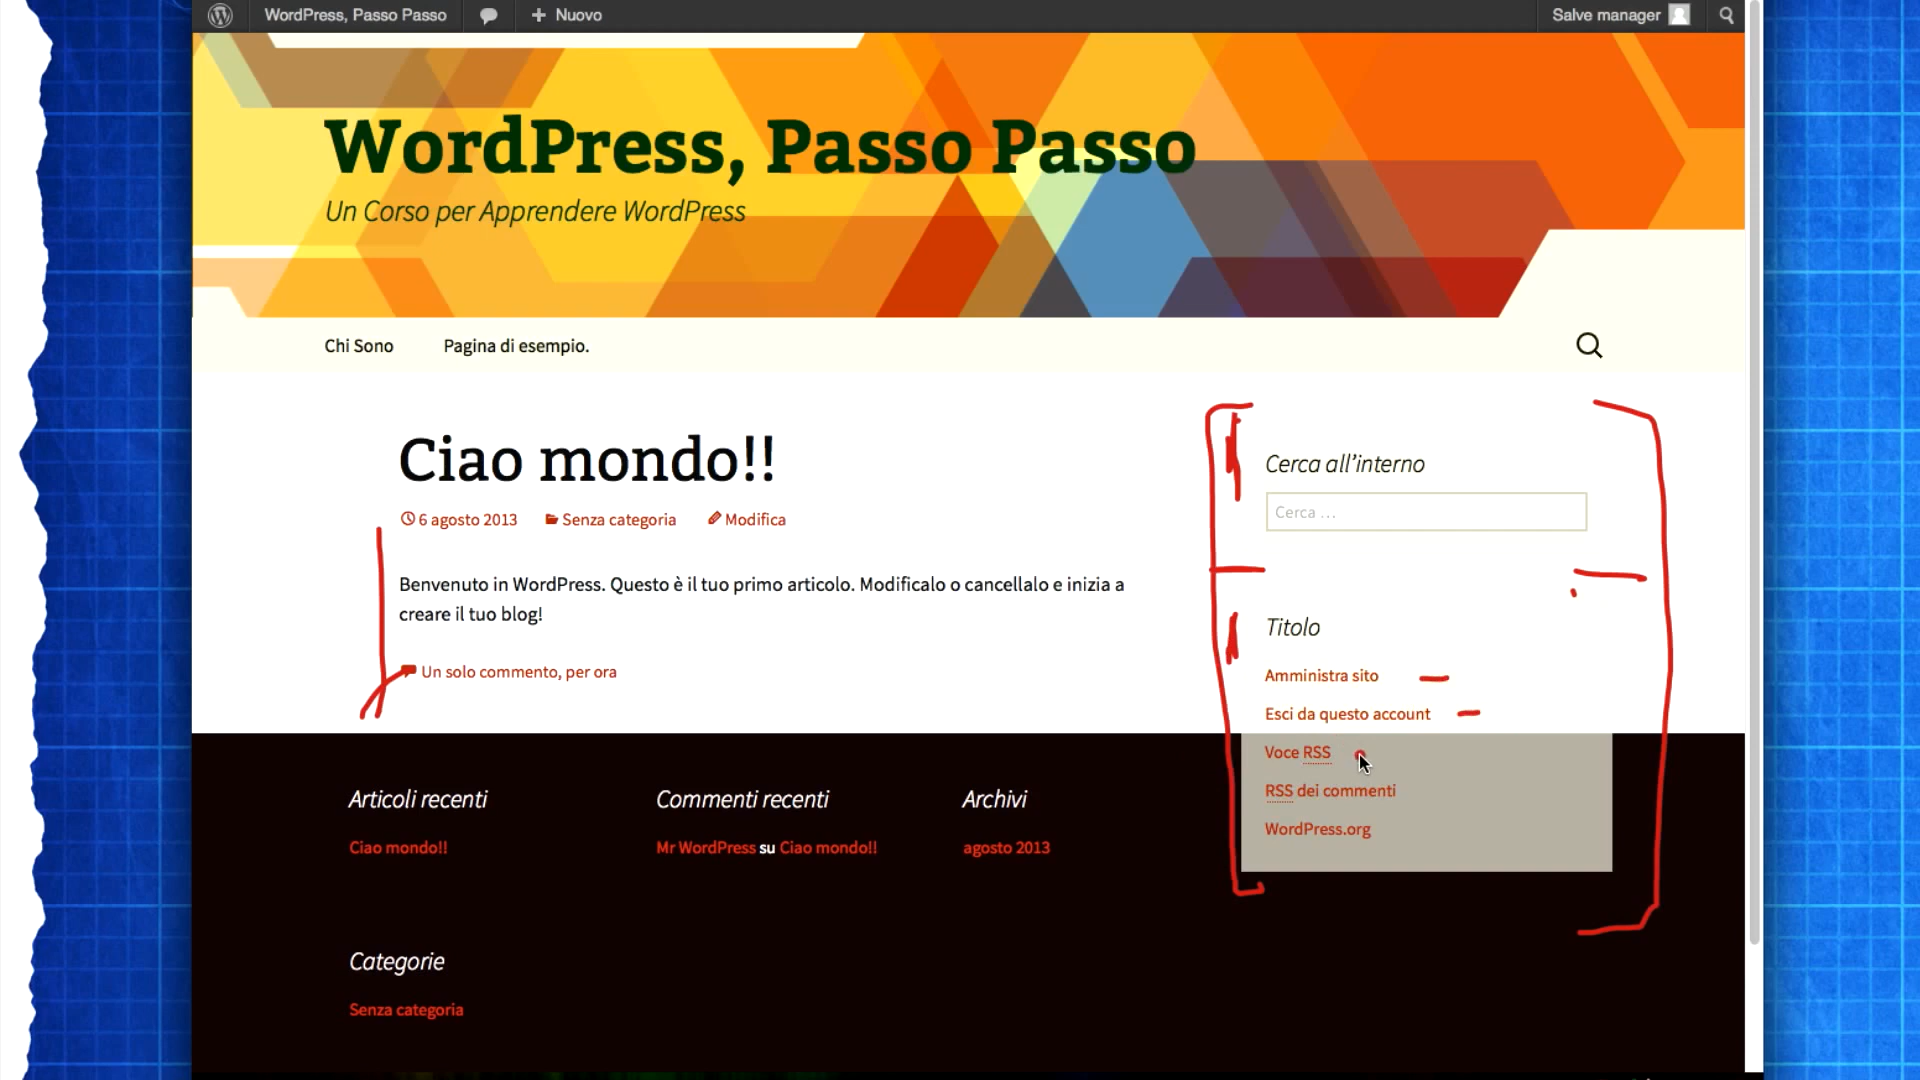 WordPress, Passo Passo
Nuovo
Salve manager
WordPress, Passo Passo
Un Corso per Apprendere WordPress
Chi Sono
Pagina di esempio.
Ciao mondo!!
6 agosto 2013
Senza categoria
Modifica
Benvenuto in WordPress. Questo è il tuo primo articolo. Modificalo o cancellalo e inizia a
creare il tuo blog!
Un solo commento, per ora
Cerca all'interno
Cerca …
Titolo
Amministra sito
Esci da questo account
Voce RSS
RSS dei commenti
WordPress.org
Articoli recenti
Ciao mondo!!
Commenti recenti
Mr WordPress su Ciao mondo!!
Archivi
agosto 2013
Categorie
Senza categoria